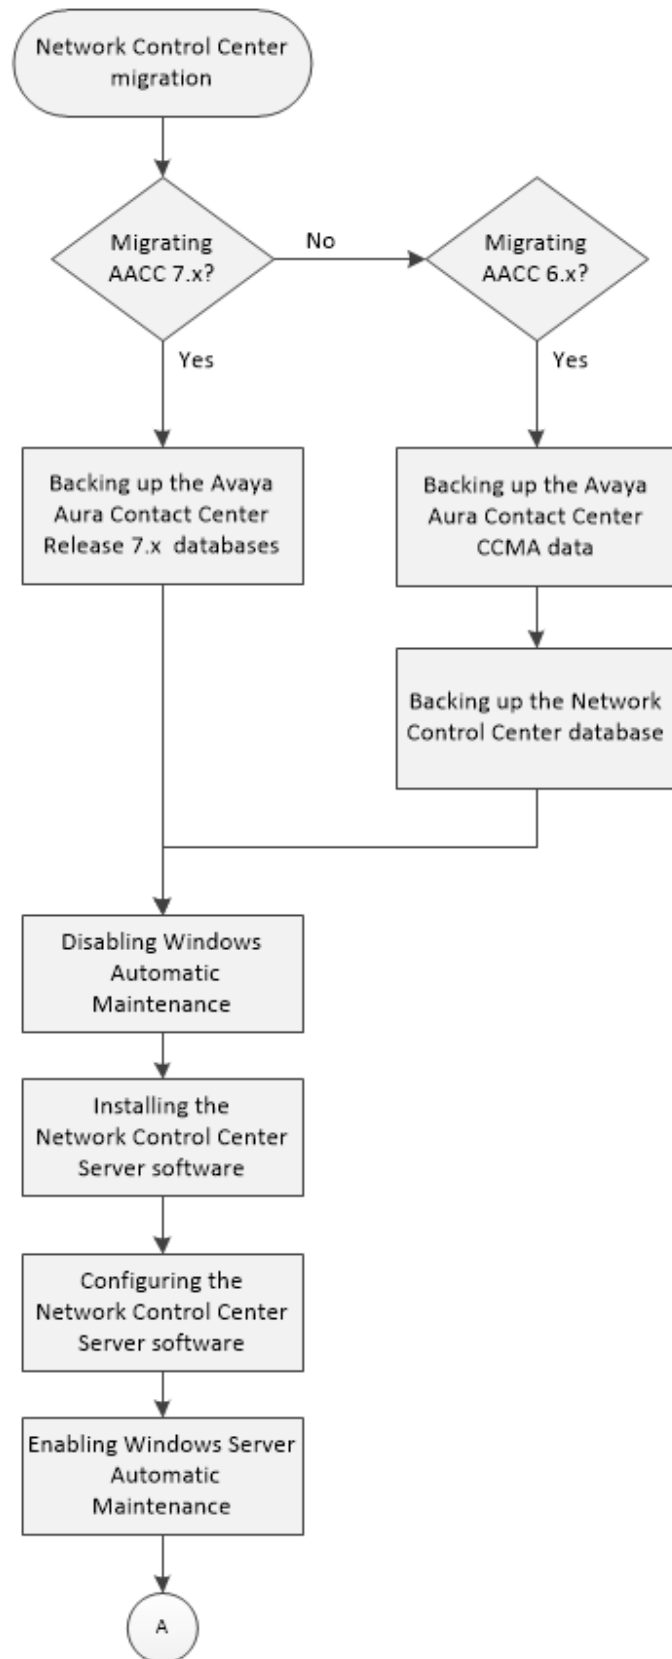 Network Control Center
migration
Migrating
AACC 7.x?
No
Migrating
AACC 6.x?
Yes
Yes
Backing up the Avaya
Aura Contact Center
Release 7.x databases
Backing up the Avaya
Aura Contact Center
CCMA data
Backing up the Network
Control Center database
Disabling Windows
Automatic
Maintenance
Installing the
Network Control Center
Server software
Configuring the
Network Control Center
Server software
Enabling Windows Server
Automatic
Maintenance
A